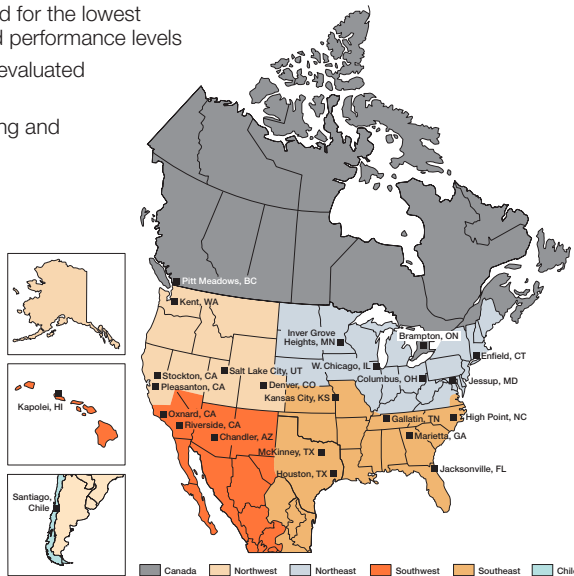 d for the lowest
d performance levels
evaluated
ng and
Pitt Meadows, BC
Kent, WA
Inver Grove
Heights, MN
Brampton, ON
W. Chicago, IL
Enfield, CT
Stockton, CA
Salt Lake City, UT
Columbus, OH
Jessup, MD
Pleasanton, CA
Denver, CO
Kansas City, KS
Kapolei, HI
Oxnard, CA
Gallatin, TN
High Point, NC
Riverside, CA
Chandler, AZ
Marietta, GA
McKinney, TX
Houston, TX
Jacksonville, FL
Santiago,
Chile
Canada
Northwest
Northeast
Southwest
Southeast
Chile